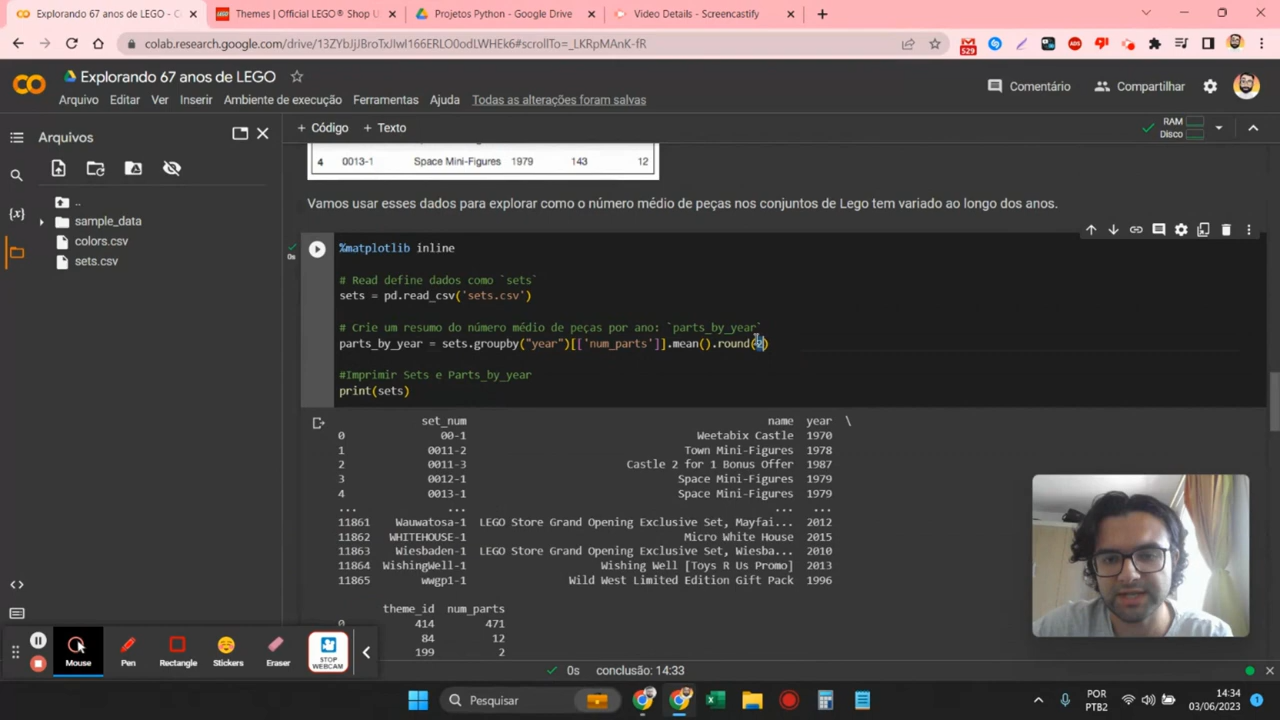 Explorando 67 anos de LEGO - C
Themes | Official LEGO® Shop U
Projetos Python - Google Drive
Video Details - Screencastify
colab.research.google.com/drive/13ZYbJjJBroTxJIwI166ERLO0odLWHEk6#scrollTo=_LKRpMAnK-fR
529
ABS
Explorando 67 anos de LEGO
Arquivo Editar Ver Inserir Ambiente de execução Ferramentas Ajuda Todas as alterações foram salvas
Comentário Compartilhar
Arquivos
+ Código + Texto
RAM
Disco
..
sample_data
colors.csv
sets.csv
4 0013-1 Space Mini-Figures 1979 143 12
Vamos usar esses dados para explorar como o número médio de peças nos conjuntos de Lego tem variado ao longo dos anos.
0s
%matplotlib inline
# Read define dados como `sets`
sets = pd.read_csv('sets.csv')
# Crie um resumo do número médio de peças por ano: `parts_by_year`
parts_by_year = sets.groupby("year")[['num_parts']].mean().round(2)
#Imprimir Sets e Parts_by_year
print(sets)
set_num name year \
0 00-1 Weetabix Castle 1970
1 0011-2 Town Mini-Figures 1978
2 0011-3 Castle 2 for 1 Bonus Offer 1987
3 0012-1 Space Mini-Figures 1979
4 0013-1 Space Mini-Figures 1979
... ... ... ...
11861 Wauwatosa-1 LEGO Store Grand Opening Exclusive Set, Mayfai... 2012
11862 WHITEHOUSE-1 Micro White House 2015
11863 Wiesbaden-1 LEGO Store Grand Opening Exclusive Set, Wiesba... 2010
11864 WishingWell-1 Wishing Well [Toys R Us Promo] 2013
11865 wwgp1-1 Wild West Limited Edition Gift Pack 1996
theme_id num_parts
0 414 471
84 12
199 2
Mouse Pen Rectangle Stickers Eraser STOP WEBCAM
0s conclusão: 14:33
Pesquisar
POR
PTB2
14:34
03/06/2023
1